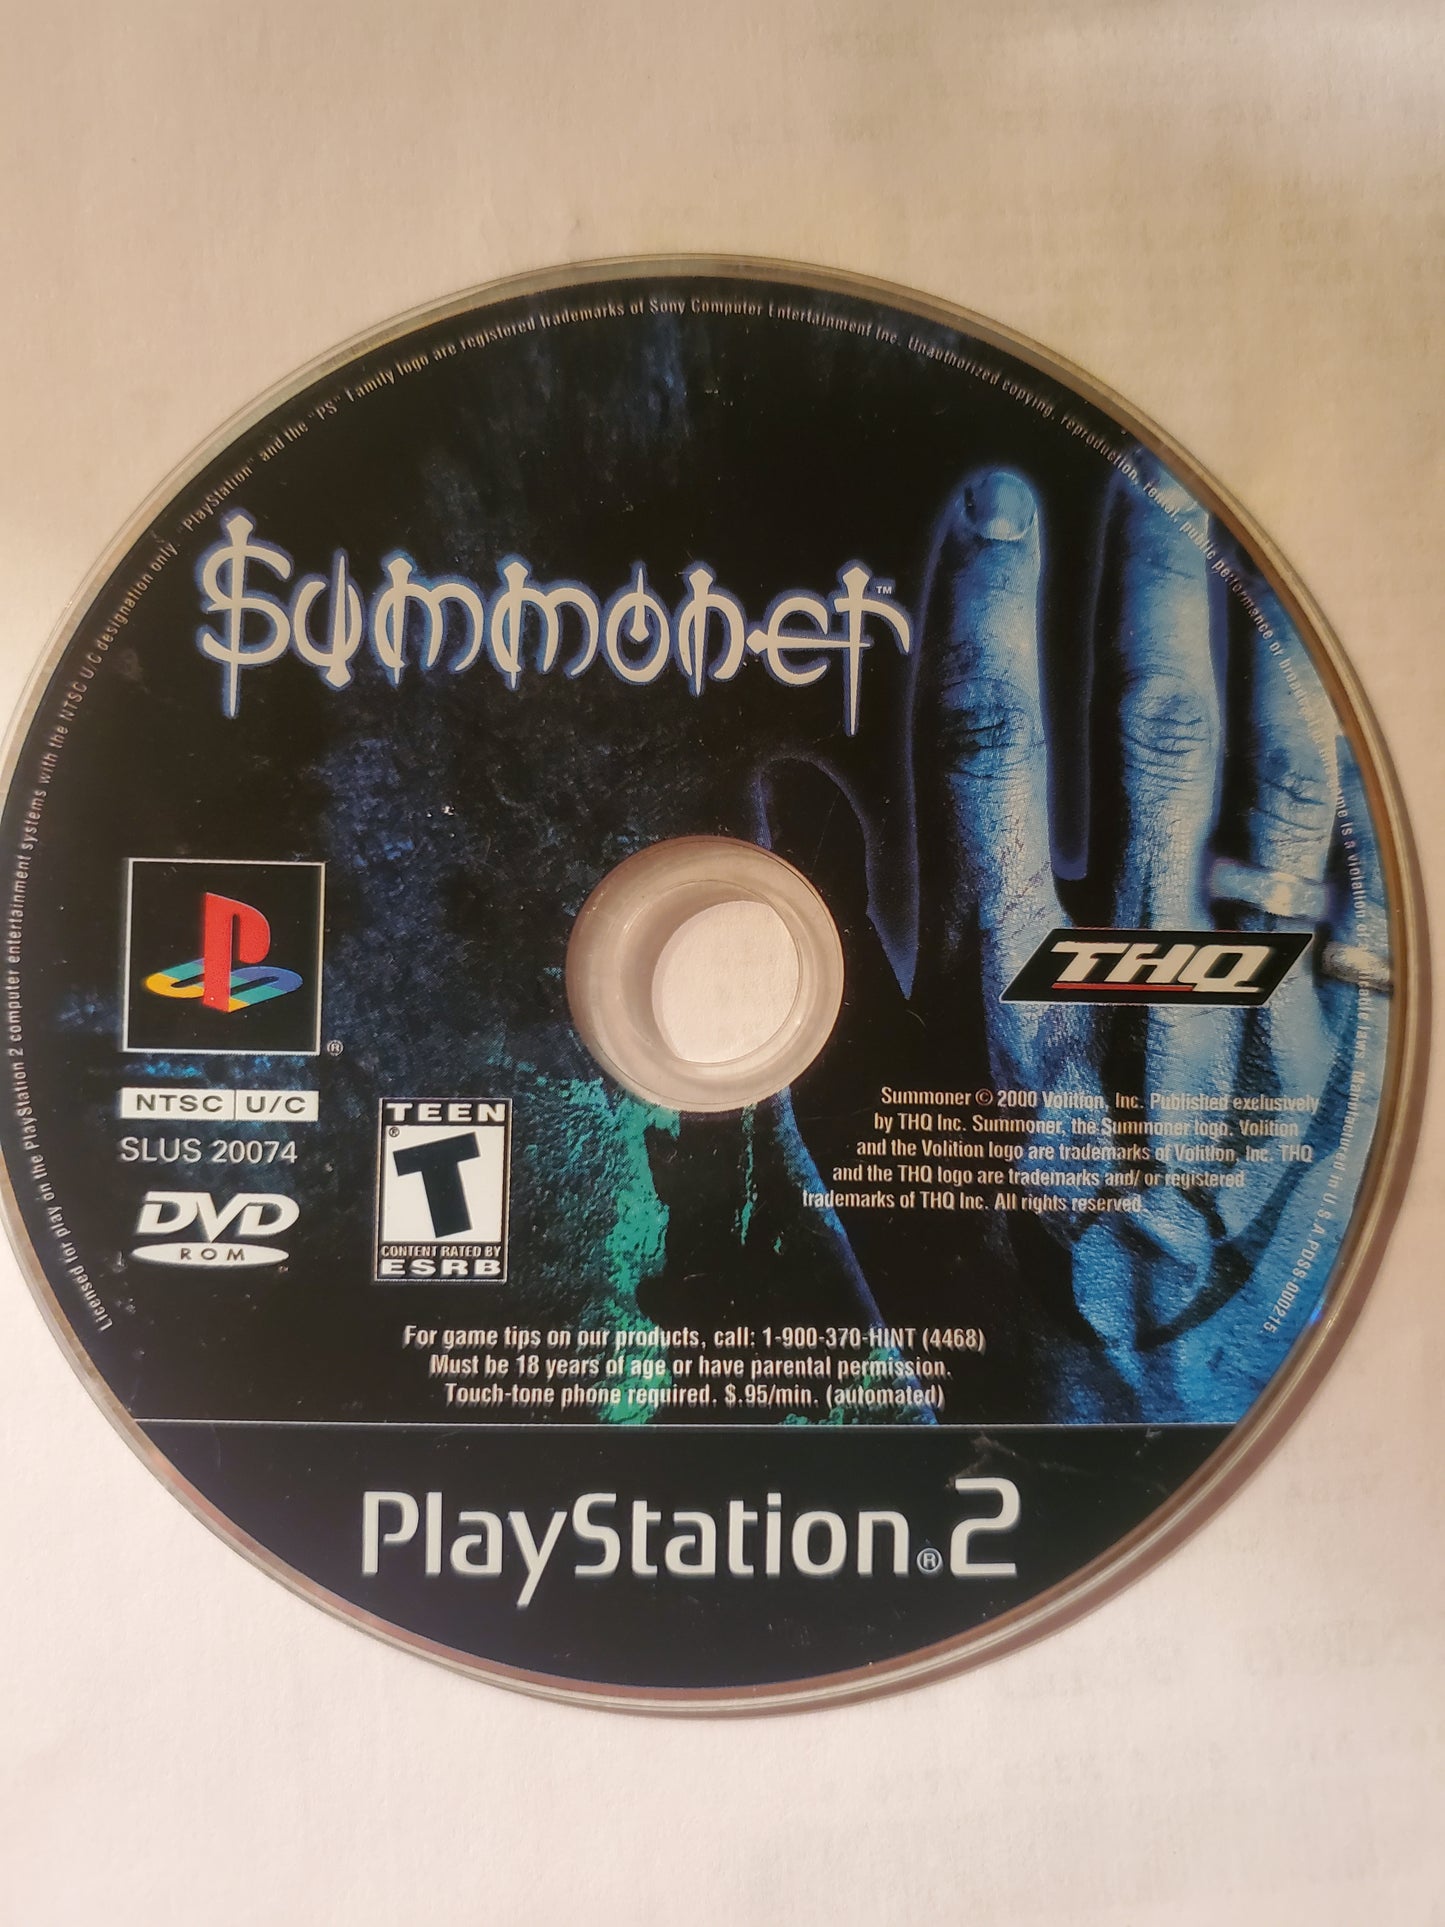 Licensed for play on the PlayStation 2 computer entertainment systems with the NTSC U/C designation only. "PlayStation" and the "PS" Family logo are registered trademarks of Sony Computer Entertainment Inc. Unauthorized copying, reproduction, rental, public performance or broadcast of this game is a violation of applicable laws. Manufactured in U.S.A PDSS-000215.
Summoner™
THQ
®
NTSC U/C
SLUS 20074
DVD
ROM
TEEN
®
T
CONTENT RATED BY
ESRB
Summoner © 2000 Volition, Inc. Published exclusively
by THQ Inc. Summoner, the Summoner logo, Volition
and the Volition logo are trademarks of Volition, Inc. THQ
and the THQ logo are trademarks and/ or registered
trademarks of THQ Inc. All rights reserved.
For game tips on our products, call: 1-900-370-HINT (4468)
Must be 18 years of age or have parental permission.
Touch-tone phone required. $.95/min. (automated)
PlayStation®2